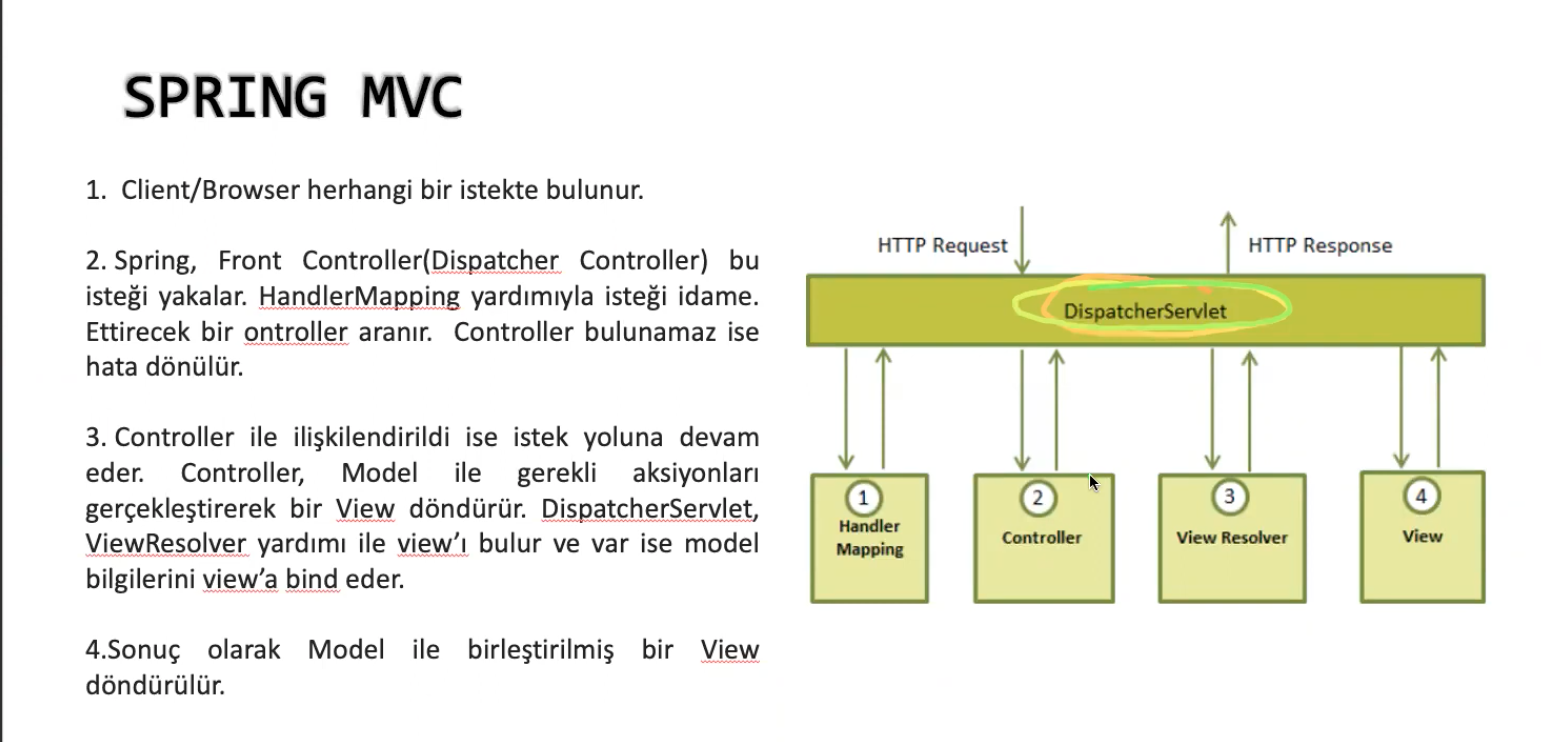 SPRING MVC
1. Client/Browser herhangi bir istekte bulunur.
2. Spring, Front Controller(Dispatcher Controller) bu
isteği yakalar. HandlerMapping yardımıyla isteği idame.
Ettirecek bir ontroller aranır. Controller bulunamaz ise
hata dönülür.
3. Controller ile ilişkilendirildi ise istek yoluna devam
eder. Controller, Model ile gerekli aksiyonları
gerçekleştirerek bir View döndürür. DispatcherServlet,
ViewResolver yardımı ile view’ı bulur ve var ise model
bilgilerini view’a bind eder.
4.Sonuç olarak Model ile birleştirilmiş bir View
döndürülür.
HTTP Request
HTTP Response
DispatcherServlet
1
Handler
Mapping
2
Controller
3
View Resolver
4
View